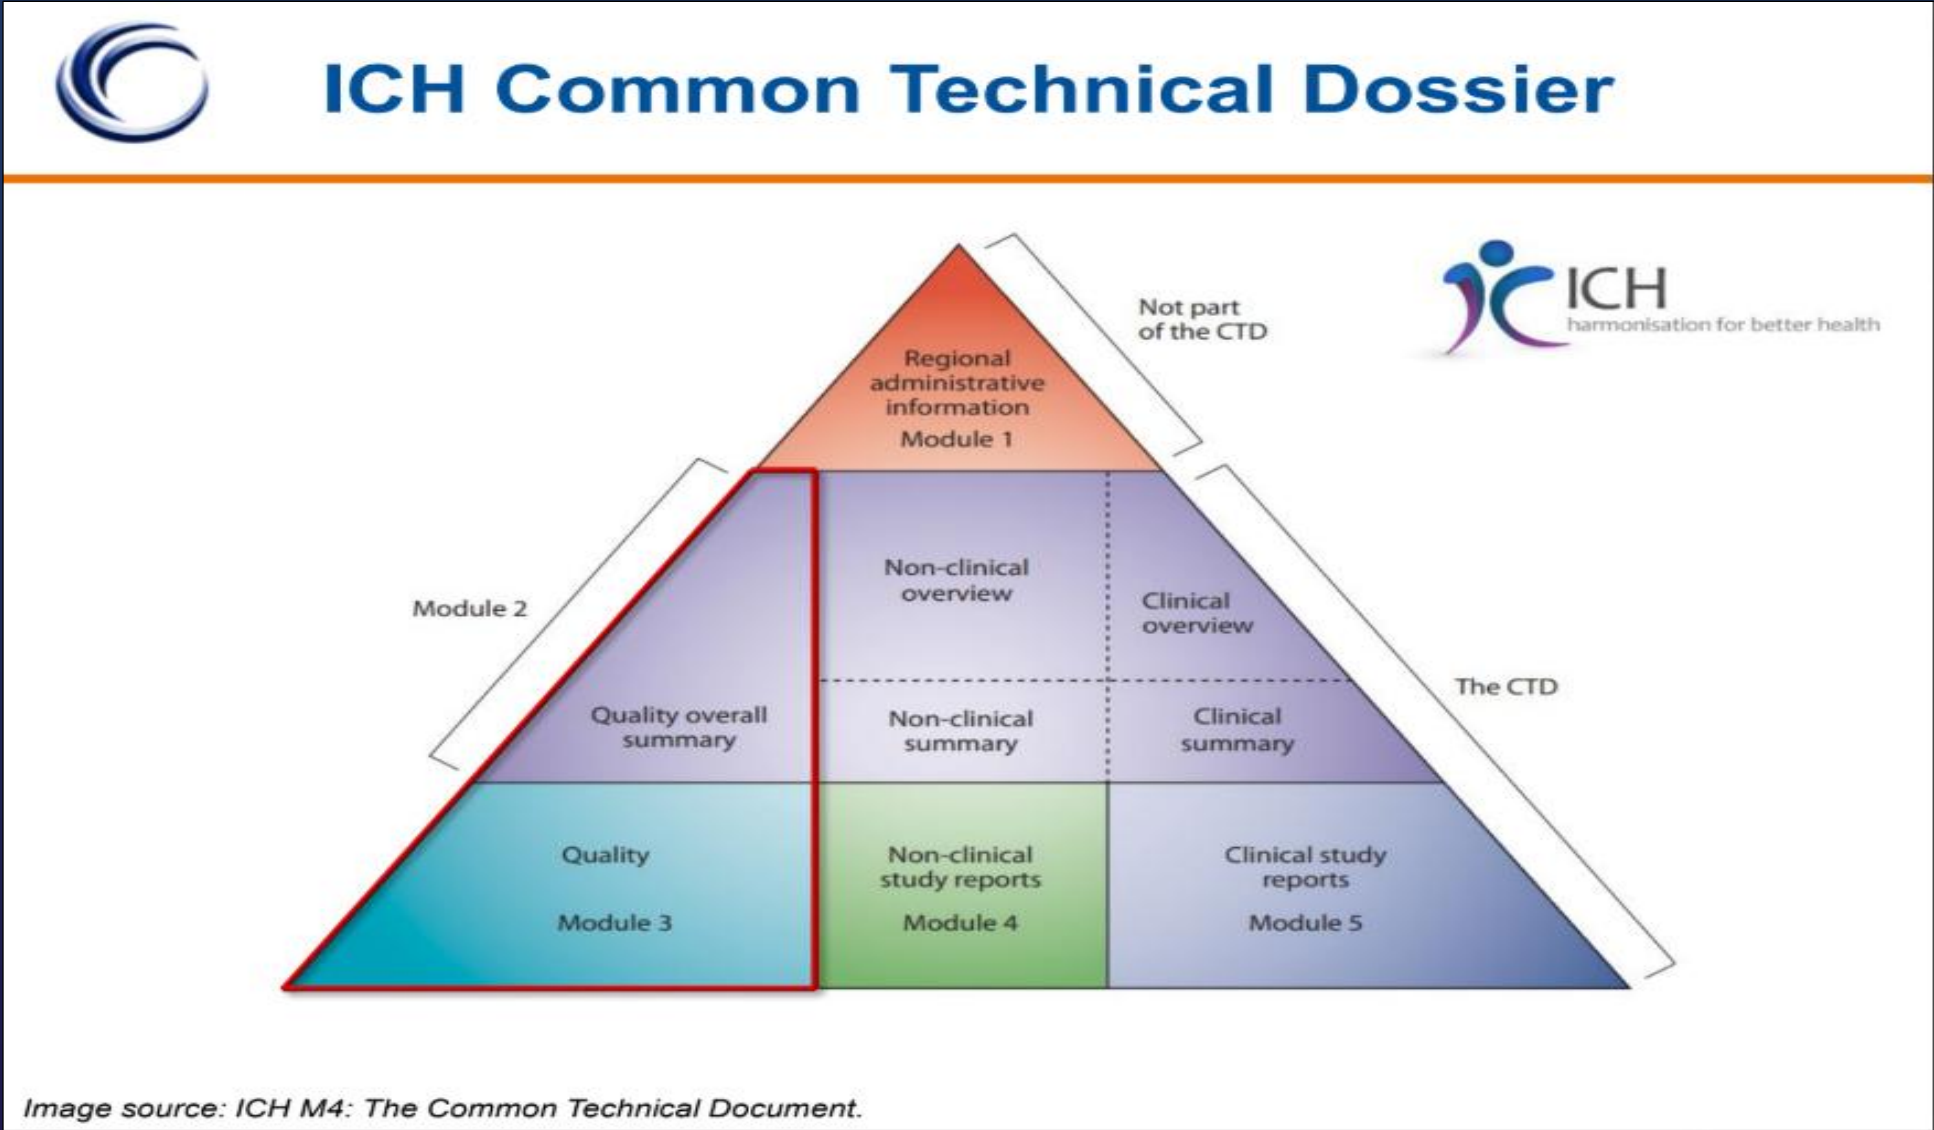 ICH Common Technical Dossier
ICH
harmonisation for better health
Not part
of the CTD
Regional
administrative
information
Module 1
Module 2
Non-clinical
overview
Clinical
overview
The CTD
Quality overall
summary
Non-clinical
summary
Clinical
summary
Quality
Module 3
Non-clinical
study reports
Module 4
Clinical study
reports
Module 5
Image source: ICH M4: The Common Technical Document.